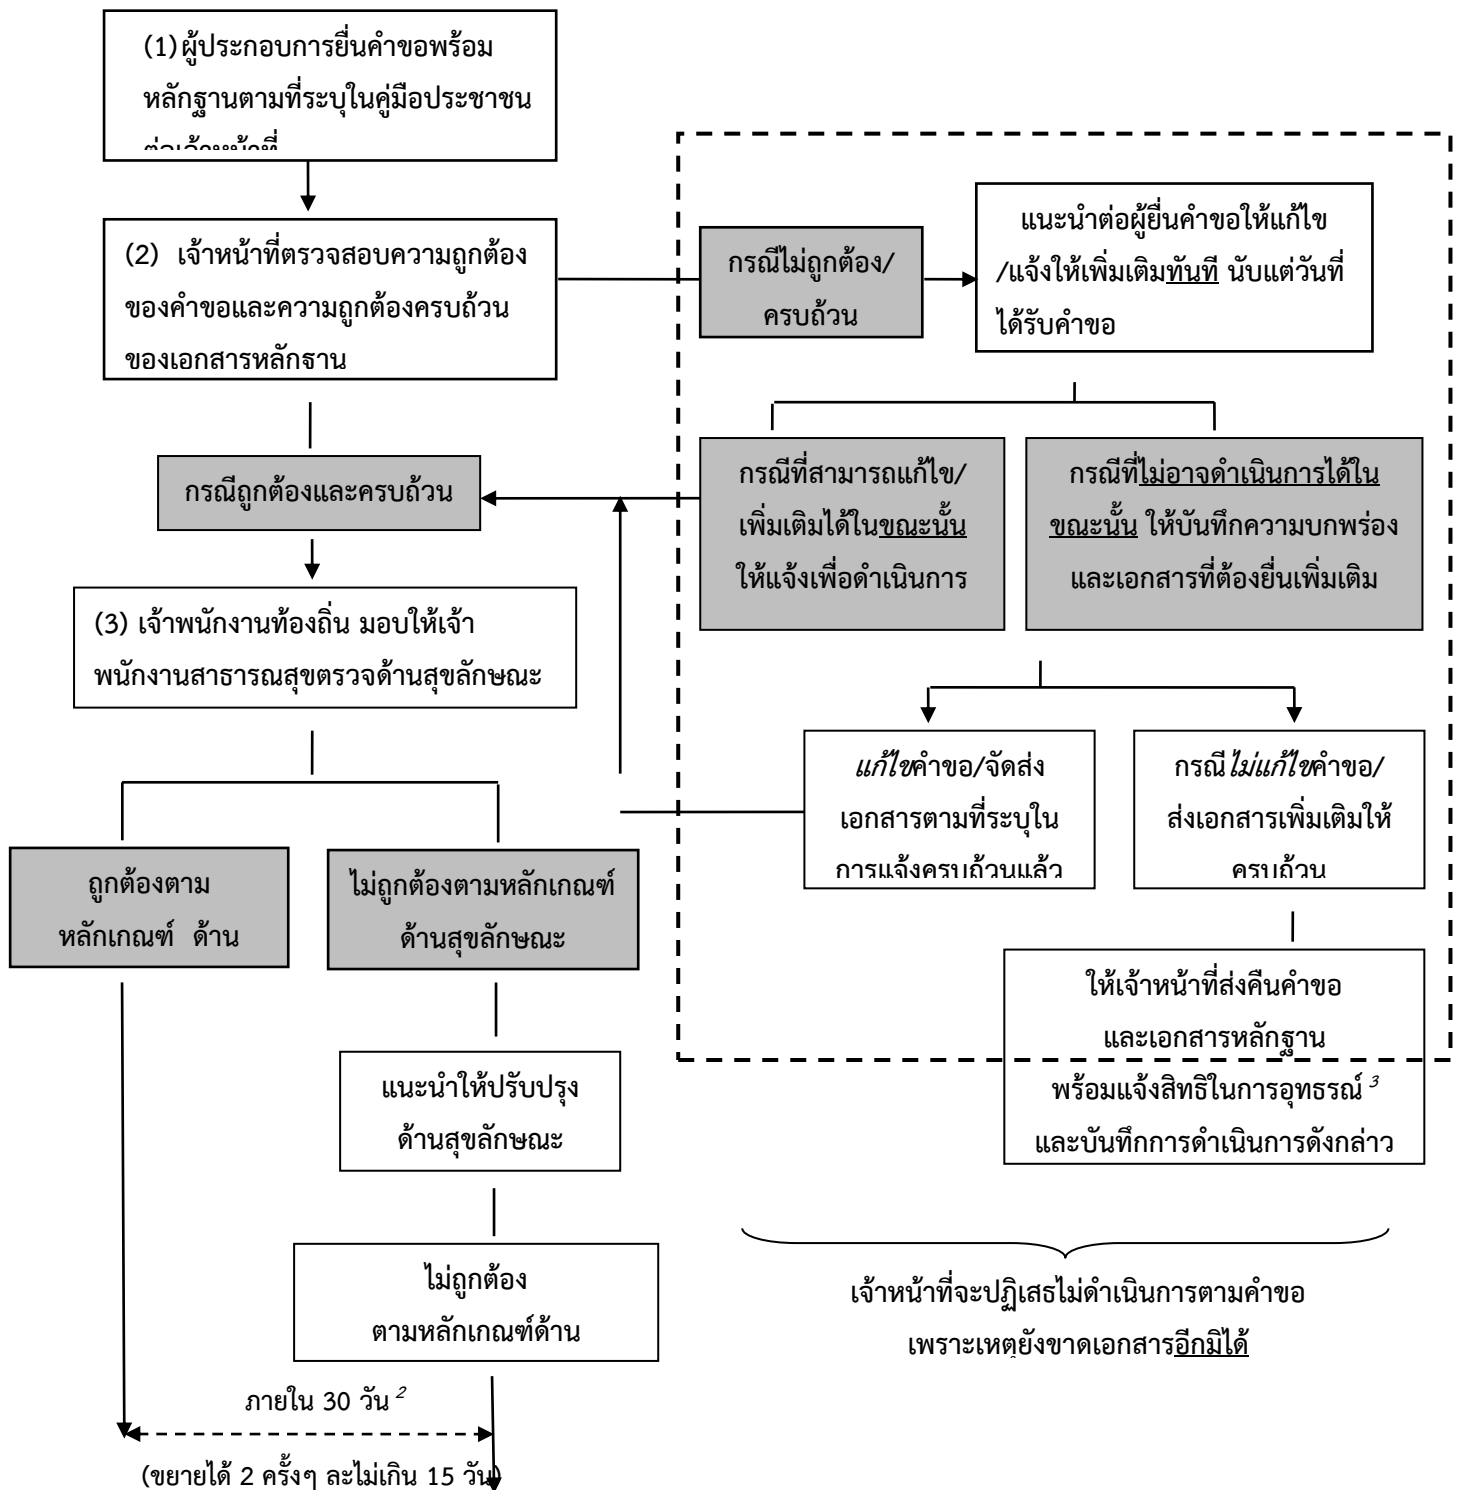 (1) ผู้ประกอบการยื่นคำขอพร้อม
หลักฐานตามที่ระบุในคู่มือประชาชน
ต่อเจ้าหน้าที่
(2) เจ้าหน้าที่ตรวจสอบความถูกต้อง
ของคำขอและความถูกต้องครบถ้วน
ของเอกสารหลักฐาน
กรณีไม่ถูกต้อง/
ครบถ้วน
แนะนำต่อผู้ยื่นคำขอให้แก้ไข
/แจ้งให้เพิ่มเติมทันที นับแต่วันที่
ได้รับคำขอ
กรณีถูกต้องและครบถ้วน
กรณีที่สามารถแก้ไข/
เพิ่มเติมได้ในขณะนั้น
ให้แจ้งเพื่อดำเนินการ
กรณีที่ไม่อาจดำเนินการได้ใน
ขณะนั้น ให้บันทึกความบกพร่อง
และเอกสารที่ต้องยื่นเพิ่มเติม
(3) เจ้าพนักงานท้องถิ่น มอบให้เจ้า
พนักงานสาธารณสุขตรวจด้านสุขลักษณะ
แก้ไขคำขอ/จัดส่ง
เอกสารตามที่ระบุใน
การแจ้งครบถ้วนแล้ว
กรณีไม่แก้ไขคำขอ/
ส่งเอกสารเพิ่มเติมให้
ครบถ้วน
ถูกต้องตาม
หลักเกณฑ์ ด้าน
ไม่ถูกต้องตามหลักเกณฑ์
ด้านสุขลักษณะ
ให้เจ้าหน้าที่ส่งคืนคำขอ
และเอกสารหลักฐาน
พร้อมแจ้งสิทธิในการอุทธรณ์ 3
และบันทึกการดำเนินการดังกล่าว
แนะนำให้ปรับปรุง
ด้านสุขลักษณะ
ไม่ถูกต้อง
ตามหลักเกณฑ์ด้าน
เจ้าหน้าที่จะปฏิเสธไม่ดำเนินการตามคำขอ
เพราะเหตุยังขาดเอกสารอีกมิได้
ภายใน 30 วัน 2
(ขยายได้ 2 ครั้งๆ ละไม่เกิน 15 วัน)